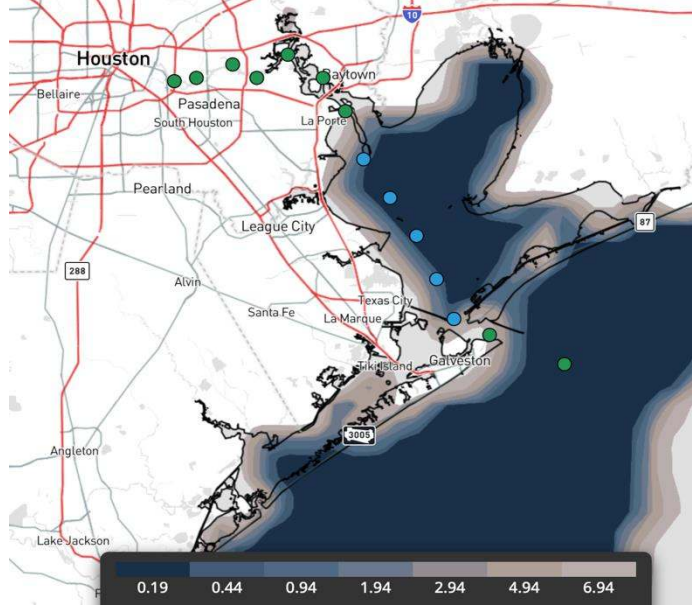 10
Houston
Baytown
Bellaire
Pasadena
South Houston
La Porte
Pearland
League City
87
288
Alvin
Texas City
Santa Fe
La Marque
Tiki Island
Galveston
3005
Angleton
Lake Jackson
0.19 0.44 0.94 1.94 2.94 4.94 6.94